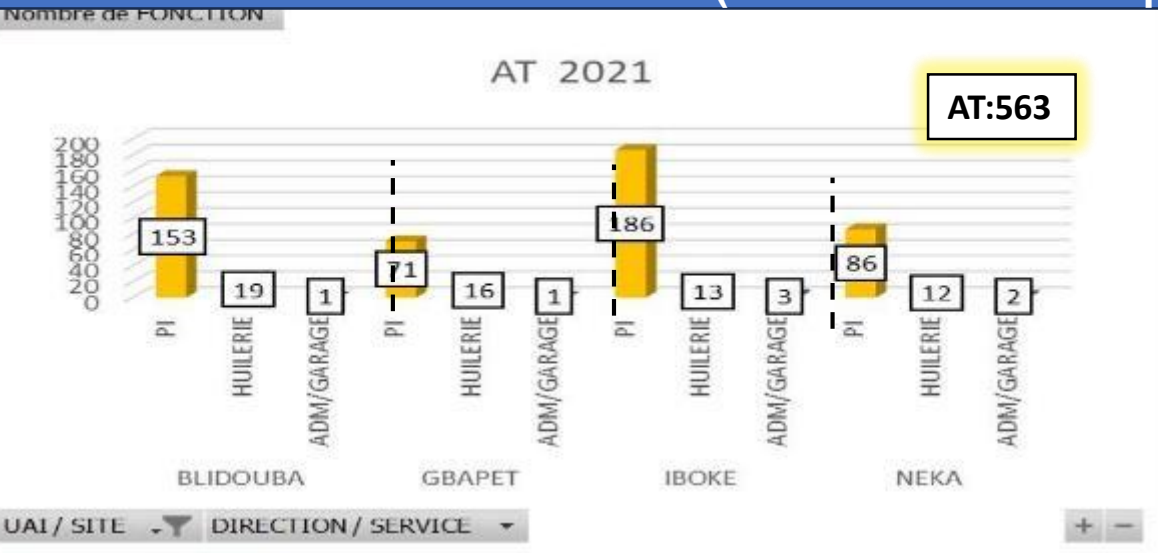 Nombre de FONCTION
AT 2021
AT:563
200
180
160
140
120
100
80
60
40
20
0
153
19
1
71
16
1
186
13
3
86
12
2
PI
HUILERIE
ADM/GARAGE
PI
HUILERIE
ADM/GARAGE
PI
HUILERIE
ADM/GARAGE
PI
HUILERIE
ADM/GARAGE
BLIDOUBA GBAPET IBOKE NEKA
UAI / SITE DIRECTION / SERVICE + −